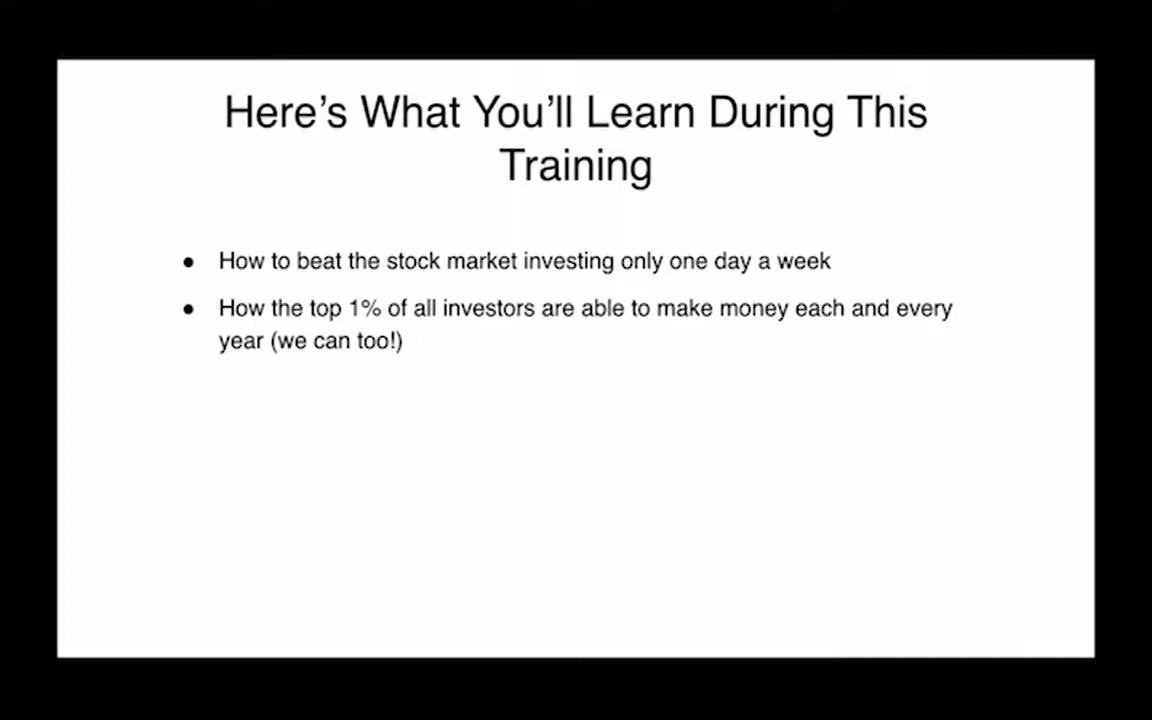 Here’s What You’ll Learn During This
Training
● How to beat the stock market investing only one day a week
● How the top 1% of all investors are able to make money each and every
year (we can too!)